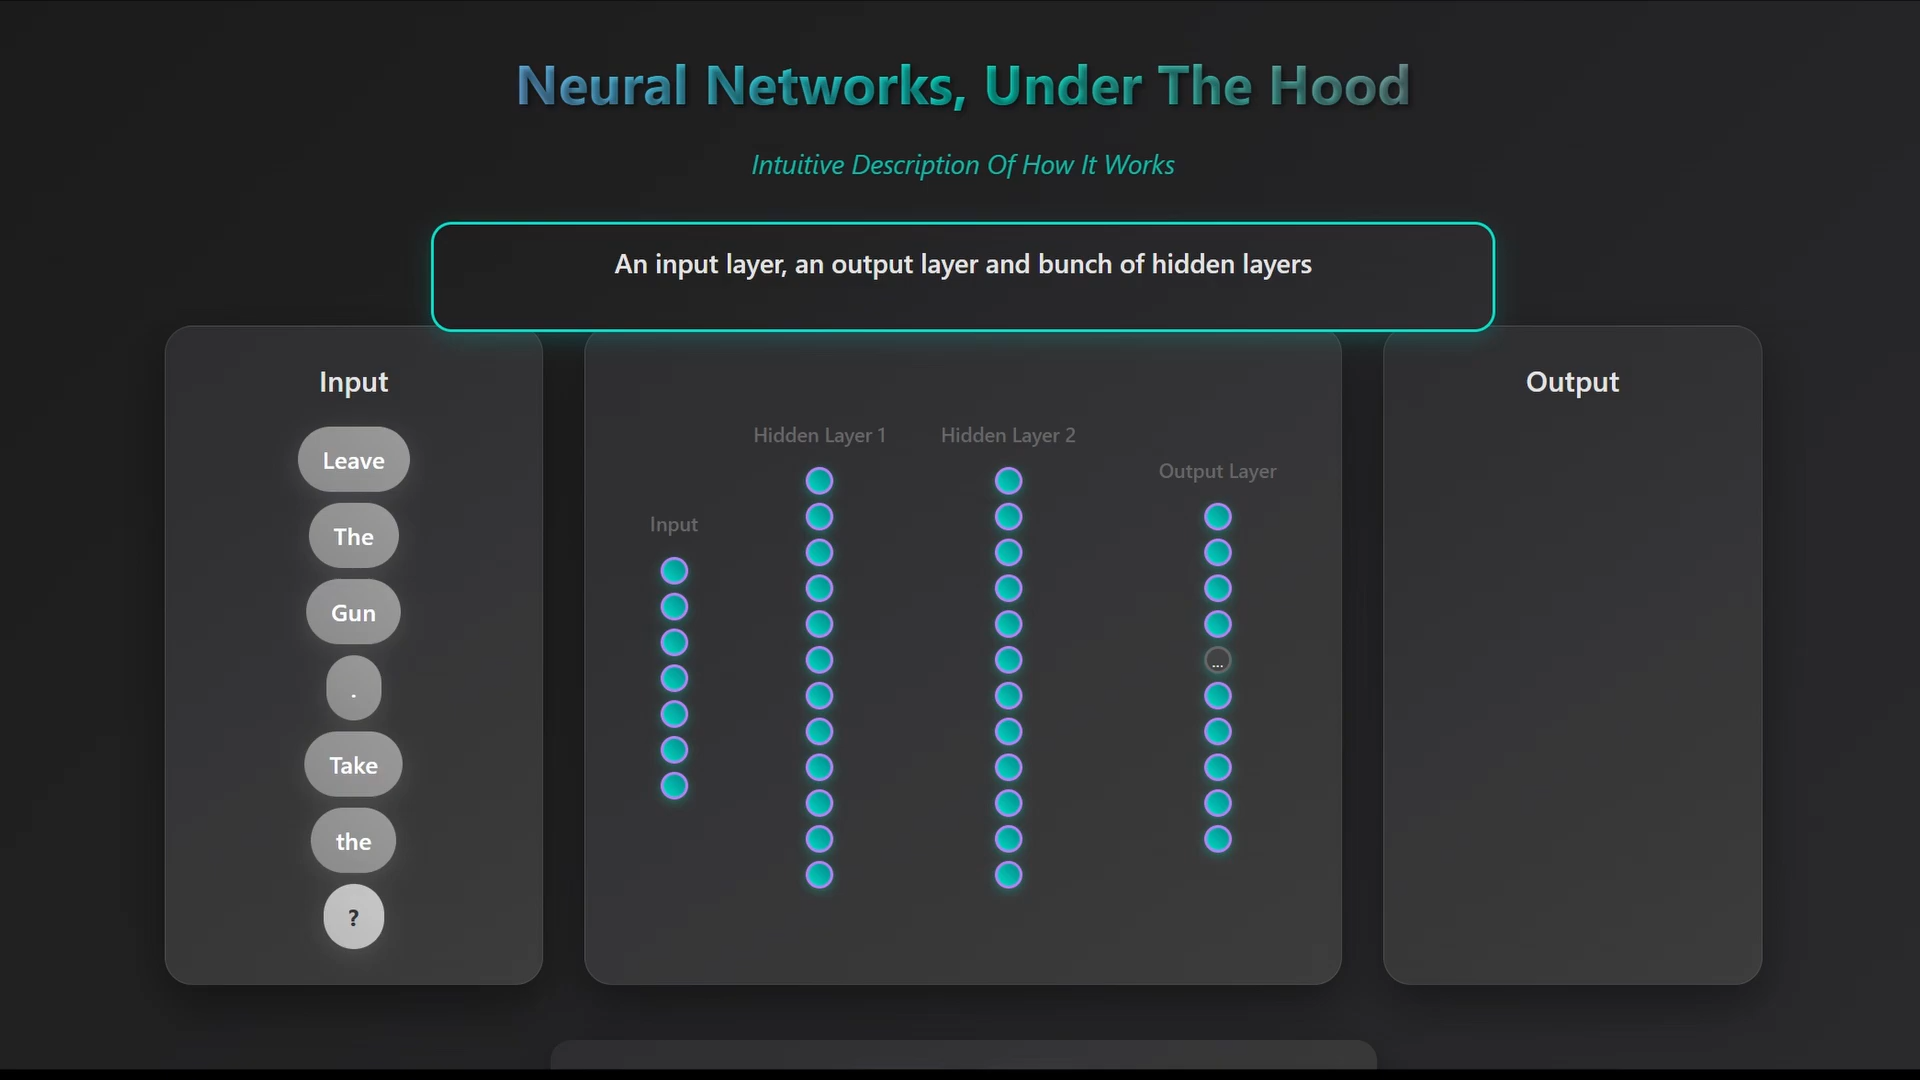 Neural Networks, Under The Hood
Intuitive Description Of How It Works
An input layer, an output layer and bunch of hidden layers
Input
Leave
The
Gun
.
Take
the
?
Hidden Layer 1
Hidden Layer 2
Output Layer
Input
...
Output